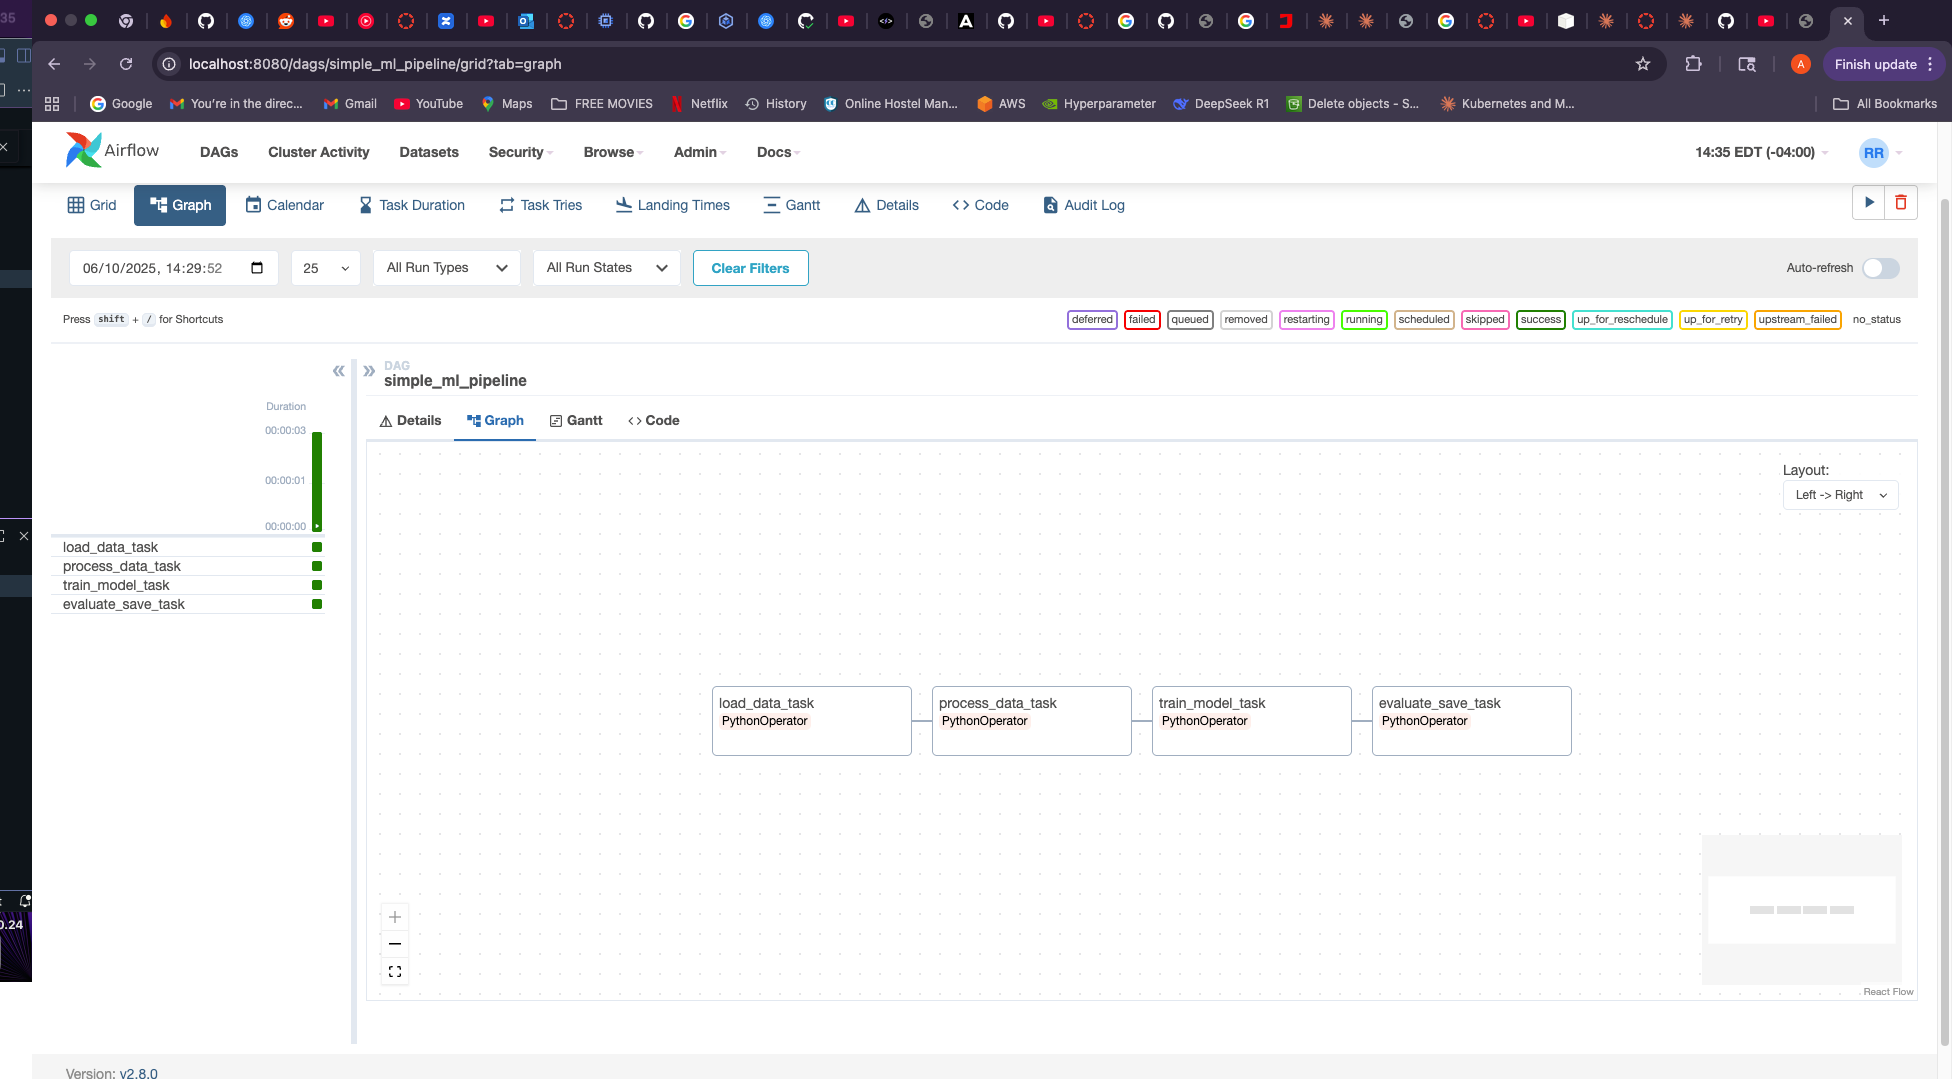 35
localhost:8080/dags/simple_ml_pipeline/grid?tab=graph
A
Finish update
Google
You're in the direc...
Gmail
YouTube
Maps
FREE MOVIES
Netflix
History
Online Hostel Man...
AWS
Hyperparameter
DeepSeek R1
Delete objects - S...
Kubernetes and M...
All Bookmarks
Airflow
DAGs
Cluster Activity
Datasets
Security
Browse
Admin
Docs
14:35 EDT (-04:00)
RR
Grid
Graph
Calendar
Task Duration
Task Tries
Landing Times
Gantt
Details
Code
Audit Log
06/10/2025, 14:29:52
25
All Run Types
All Run States
Clear Filters
Auto-refresh
Press shift + / for Shortcuts
deferred
failed
queued
removed
restarting
running
scheduled
skipped
success
up_for_reschedule
up_for_retry
upstream_failed
no_status
DAG
simple_ml_pipeline
Duration
00:00:03
00:00:01
00:00:00
load_data_task
process_data_task
train_model_task
evaluate_save_task
Details
Graph
Gantt
Code
Layout:
Left -> Right
load_data_task
PythonOperator
process_data_task
PythonOperator
train_model_task
PythonOperator
evaluate_save_task
PythonOperator
0.24
React Flow
Version: v2.8.0